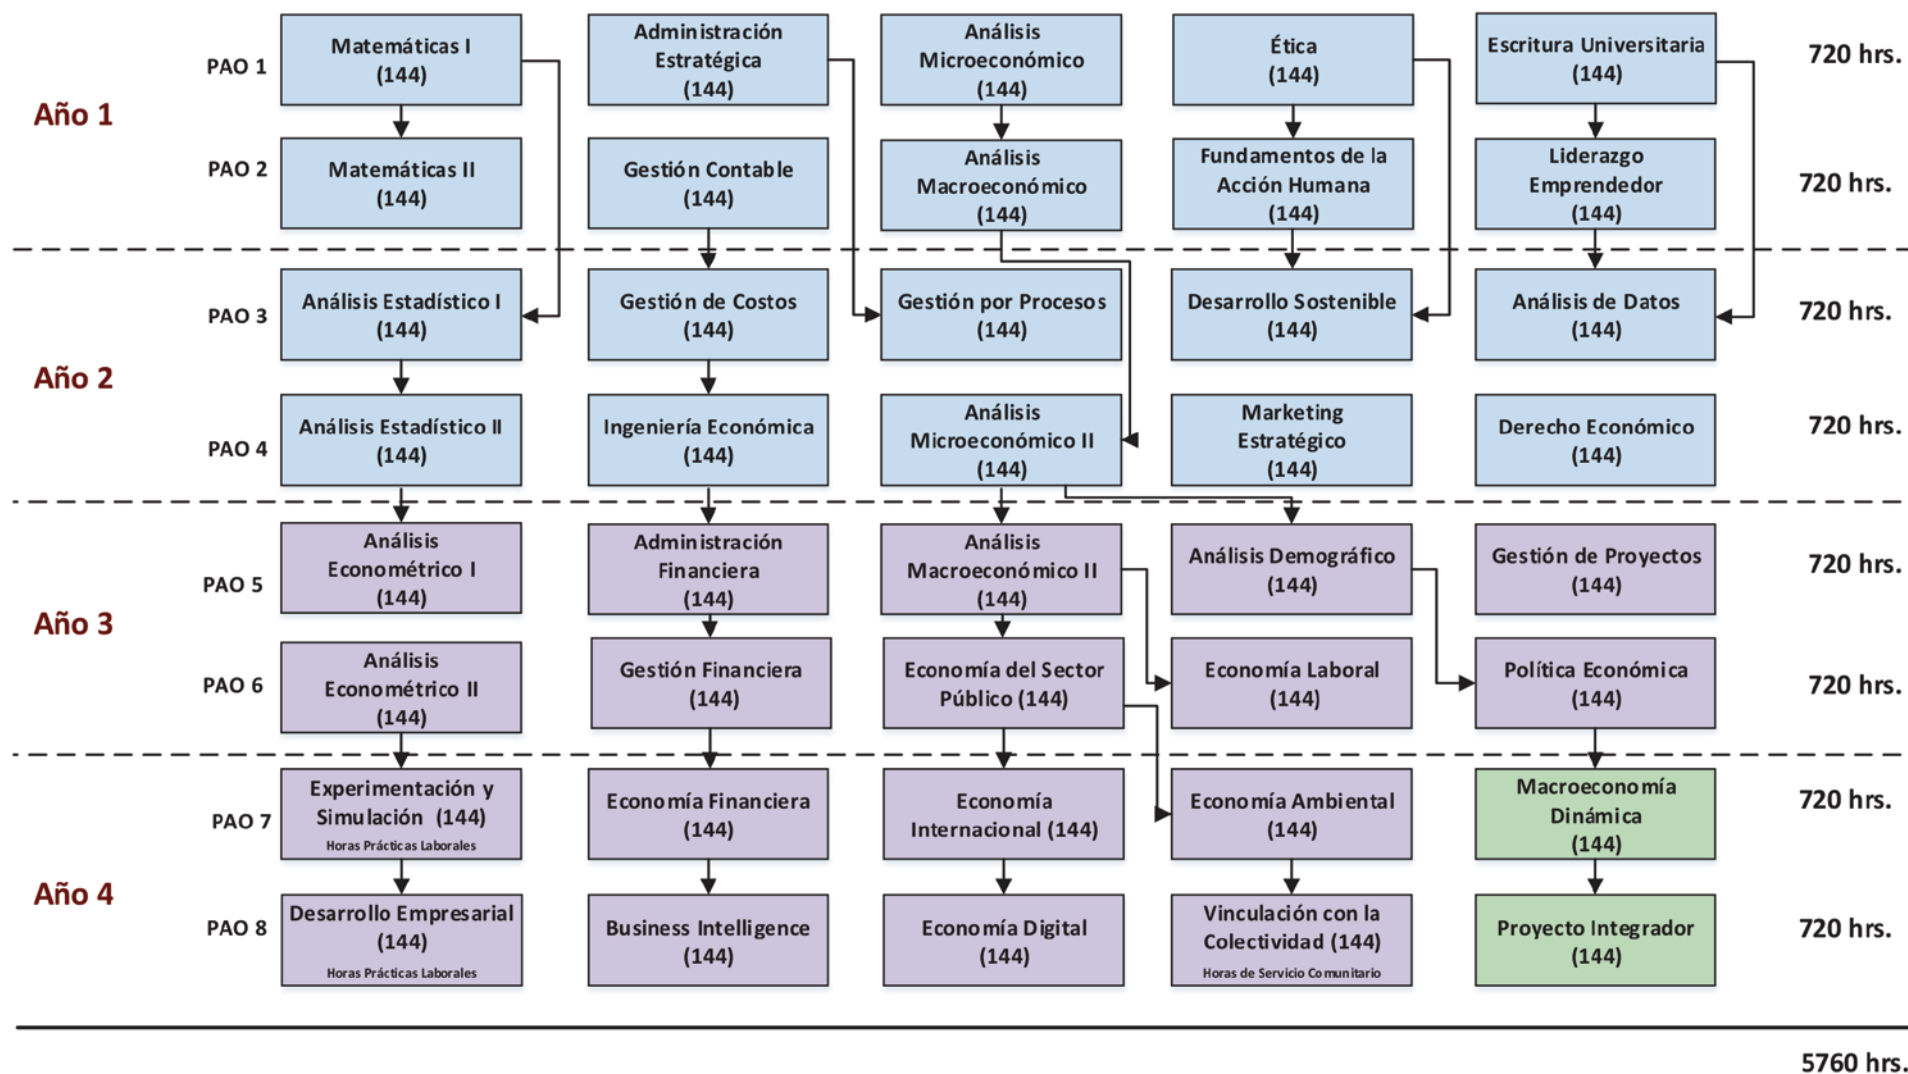 Año 1
PAO 1
Matemáticas I
(144)
Administración
Estratégica
(144)
Análisis
Microeconómico
(144)
Ética
(144)
Escritura Universitaria
(144)
720 hrs.
PAO 2
Matemáticas II
(144)
Gestión Contable
(144)
Análisis
Macroeconómico
(144)
Fundamentos de la
Acción Humana
(144)
Liderazgo
Emprendedor
(144)
720 hrs.
Año 2
PAO 3
Análisis Estadístico I
(144)
Gestión de Costos
(144)
Gestión por Procesos
(144)
Desarrollo Sostenible
(144)
Análisis de Datos
(144)
720 hrs.
PAO 4
Análisis Estadístico II
(144)
Ingeniería Económica
(144)
Análisis
Microeconómico II
(144)
Marketing
Estratégico
(144)
Derecho Económico
(144)
720 hrs.
Año 3
PAO 5
Análisis
Econométrico I
(144)
Administración
Financiera
(144)
Análisis
Macroeconómico II
(144)
Análisis Demográfico
(144)
Gestión de Proyectos
(144)
720 hrs.
PAO 6
Análisis
Econométrico II
(144)
Gestión Financiera
(144)
Economía del Sector
Público (144)
Economía Laboral
(144)
Política Económica
(144)
720 hrs.
Año 4
PAO 7
Experimentación y
Simulación (144)
Horas Prácticas Laborales
Economía Financiera
(144)
Economía
Internacional (144)
Economía Ambiental
(144)
Macroeconomía
Dinámica
(144)
720 hrs.
PAO 8
Desarrollo Empresarial
(144)
Horas Prácticas Laborales
Business Intelligence
(144)
Economía Digital
(144)
Vinculación con la
Colectividad (144)
Horas de Servicio Comunitario
Proyecto Integrador
(144)
720 hrs.
5760 hrs.